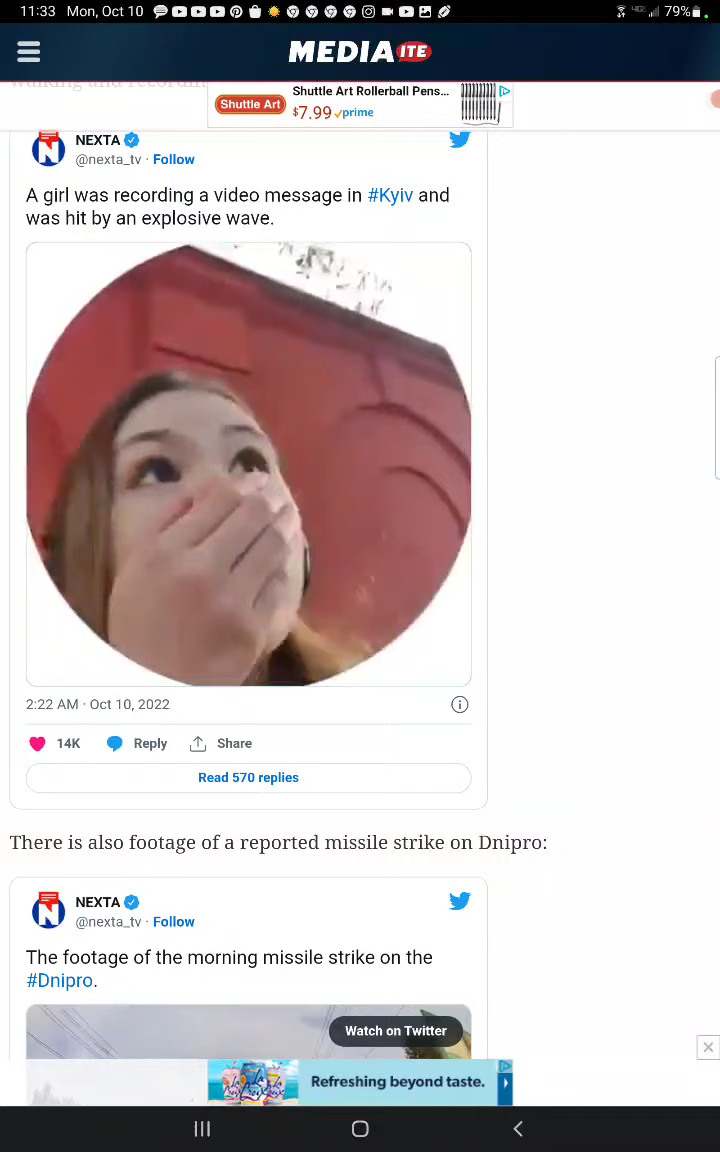 11:33 Mon, Oct 10
79%
MEDIA ITE
Shuttle Art
Shuttle Art Rollerball Pens...
$7.99 prime
NEXTA
@nexta_tv · Follow
A girl was recording a video message in #Kyiv and
was hit by an explosive wave.
2:22 AM · Oct 10, 2022
14K Reply Share
Read 570 replies
There is also footage of a reported missile strike on Dnipro:
NEXTA
@nexta_tv · Follow
The footage of the morning missile strike on the
#Dnipro.
Watch on Twitter
LaCroix
Refreshing beyond taste.